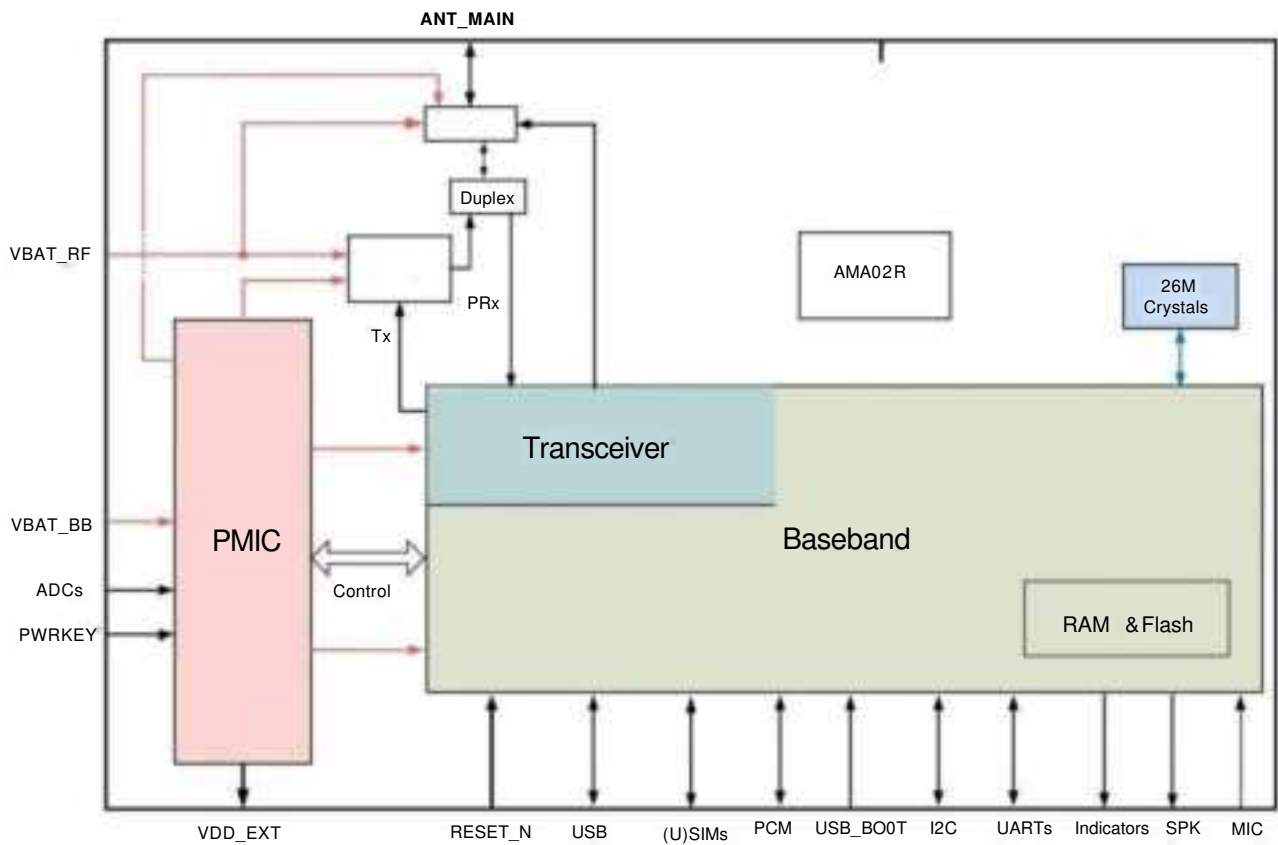 ANT_MAIN
Duplex
VBAT_RF
AMA02R
26M
Crystals
PRx
Tx
Transceiver
VBAT_BB
PMIC
Baseband
ADCs
Control
PWRKEY
RAM &Flash
VDD_EXT
RESET_N
USB
(U)SIMs
PCM
USB_BO0T
I2C
UARTs
Indicators
SPK
MIC